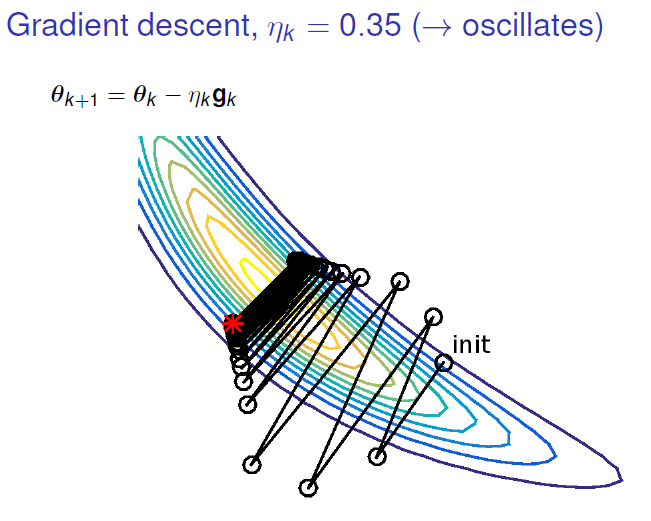 Gradient descent, ηₖ = 0.35 (→ oscillates)
θₖ₊₁ = θₖ − ηₖgₖ
init